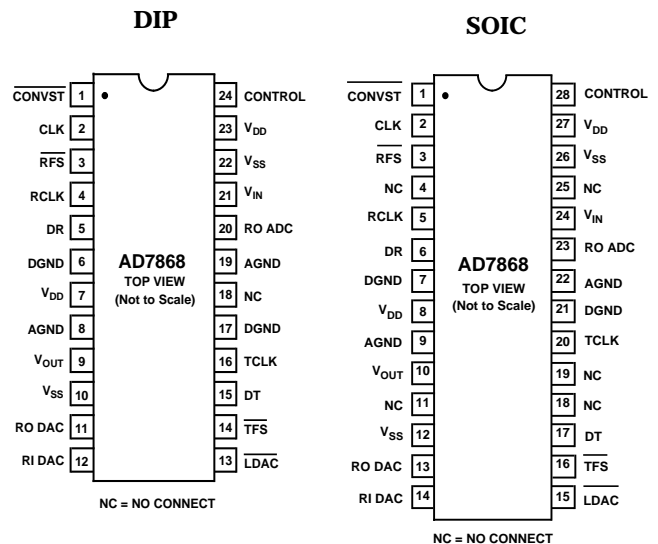 DIP
CONVST 1 24 CONTROL
CLK 2 23 VDD
RFS 3 22 VSS
RCLK 4 21 VIN
DR 5 20 RO ADC
DGND 6 19 AGND
VDD 7 18 NC
AGND 8 17 DGND
VOUT 9 16 TCLK
VSS 10 15 DT
RO DAC 11 14 TFS
RI DAC 12 13 LDAC
AD7868
TOP VIEW
(Not to Scale)
NC = NO CONNECT
SOIC
CONVST 1 28 CONTROL
CLK 2 27 VDD
RFS 3 26 VSS
NC 4 25 NC
RCLK 5 24 VIN
DR 6 23 RO ADC
DGND 7 22 AGND
VDD 8 21 DGND
AGND 9 20 TCLK
VOUT 10 19 NC
NC 11 18 NC
VSS 12 17 DT
RO DAC 13 16 TFS
RI DAC 14 15 LDAC
AD7868
TOP VIEW
(Not to Scale)
NC = NO CONNECT